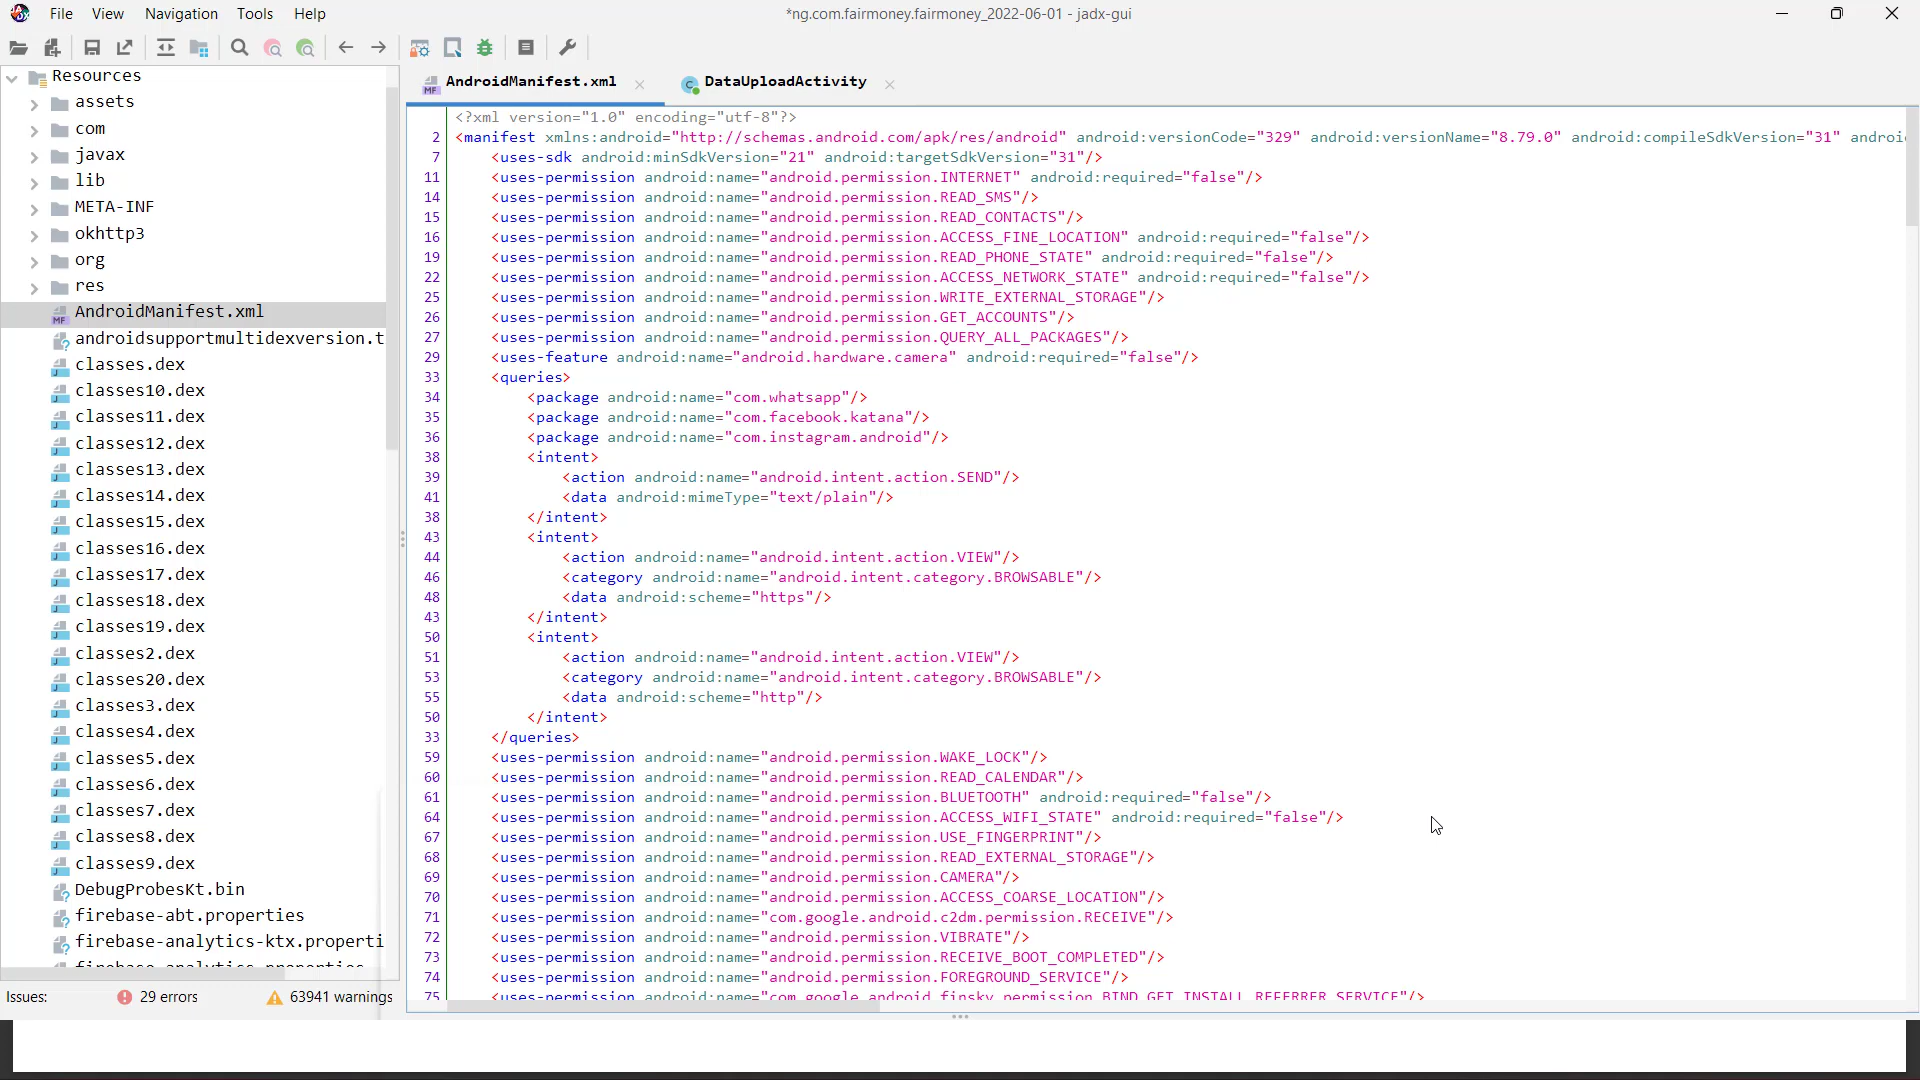 File View Navigation Tools Help
*ng.com.fairmoney.fairmoney_2022-06-01 - jadx-gui
Resources
assets
com
javax
lib
META-INF
okhttp3
org
res
AndroidManifest.xml
androidsupportmultidexversion.t
classes.dex
classes10.dex
classes11.dex
classes12.dex
classes13.dex
classes14.dex
classes15.dex
classes16.dex
classes17.dex
classes18.dex
classes19.dex
classes2.dex
classes20.dex
classes3.dex
classes4.dex
classes5.dex
classes6.dex
classes7.dex
classes8.dex
classes9.dex
DebugProbesKt.bin
firebase-abt.properties
firebase-analytics-ktx.properti
firebase-analytics.properties
Issues: 29 errors 63941 warnings
AndroidManifest.xml DataUploadActivity
<?xml version="1.0" encoding="utf-8"?>
2 <manifest xmlns:android="http://schemas.android.com/apk/res/android" android:versionCode="329" android:versionName="8.79.0" android:compileSdkVersion="31" androi
7 <uses-sdk android:minSdkVersion="21" android:targetSdkVersion="31"/>
11 <uses-permission android:name="android.permission.INTERNET" android:required="false"/>
14 <uses-permission android:name="android.permission.READ_SMS"/>
15 <uses-permission android:name="android.permission.READ_CONTACTS"/>
16 <uses-permission android:name="android.permission.ACCESS_FINE_LOCATION" android:required="false"/>
19 <uses-permission android:name="android.permission.READ_PHONE_STATE" android:required="false"/>
22 <uses-permission android:name="android.permission.ACCESS_NETWORK_STATE" android:required="false"/>
25 <uses-permission android:name="android.permission.WRITE_EXTERNAL_STORAGE"/>
26 <uses-permission android:name="android.permission.GET_ACCOUNTS"/>
27 <uses-permission android:name="android.permission.QUERY_ALL_PACKAGES"/>
29 <uses-feature android:name="android.hardware.camera" android:required="false"/>
33 <queries>
34 <package android:name="com.whatsapp"/>
35 <package android:name="com.facebook.katana"/>
36 <package android:name="com.instagram.android"/>
38 <intent>
39 <action android:name="android.intent.action.SEND"/>
41 <data android:mimeType="text/plain"/>
38 </intent>
43 <intent>
44 <action android:name="android.intent.action.VIEW"/>
46 <category android:name="android.intent.category.BROWSABLE"/>
48 <data android:scheme="https"/>
43 </intent>
50 <intent>
51 <action android:name="android.intent.action.VIEW"/>
53 <category android:name="android.intent.category.BROWSABLE"/>
55 <data android:scheme="http"/>
50 </intent>
33 </queries>
59 <uses-permission android:name="android.permission.WAKE_LOCK"/>
60 <uses-permission android:name="android.permission.READ_CALENDAR"/>
61 <uses-permission android:name="android.permission.BLUETOOTH" android:required="false"/>
64 <uses-permission android:name="android.permission.ACCESS_WIFI_STATE" android:required="false"/>
67 <uses-permission android:name="android.permission.USE_FINGERPRINT"/>
68 <uses-permission android:name="android.permission.READ_EXTERNAL_STORAGE"/>
69 <uses-permission android:name="android.permission.CAMERA"/>
70 <uses-permission android:name="android.permission.ACCESS_COARSE_LOCATION"/>
71 <uses-permission android:name="com.google.android.c2dm.permission.RECEIVE"/>
72 <uses-permission android:name="android.permission.VIBRATE"/>
73 <uses-permission android:name="android.permission.RECEIVE_BOOT_COMPLETED"/>
74 <uses-permission android:name="android.permission.FOREGROUND_SERVICE"/>
75 <uses-permission android:name="com.google.android.finsky.permission.BIND_GET_INSTALL_REFERRER_SERVICE"/>